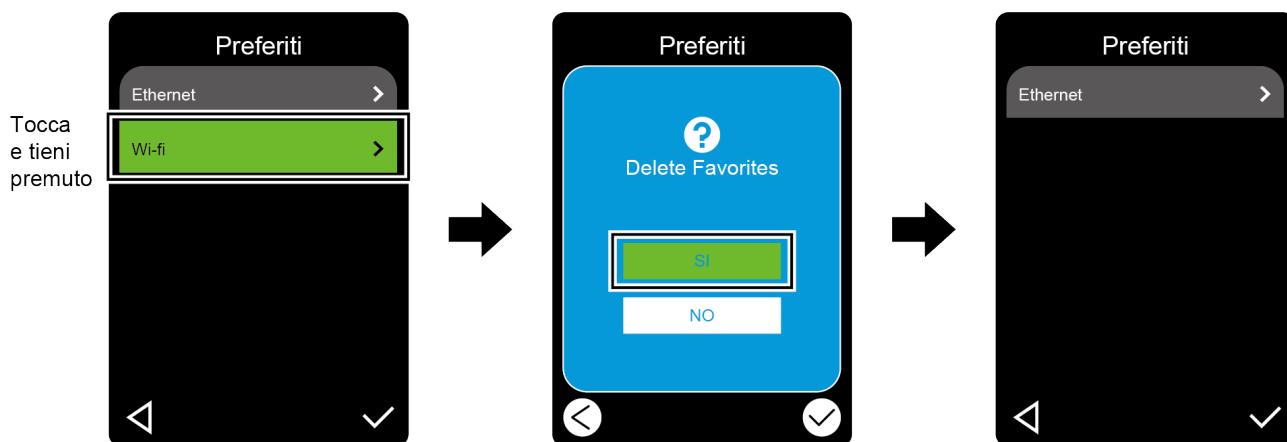 Tocca
e tieni
premuto
Preferiti
Ethernet
Wi-fi
Preferiti
Delete Favorites
SI
NO
Preferiti
Ethernet